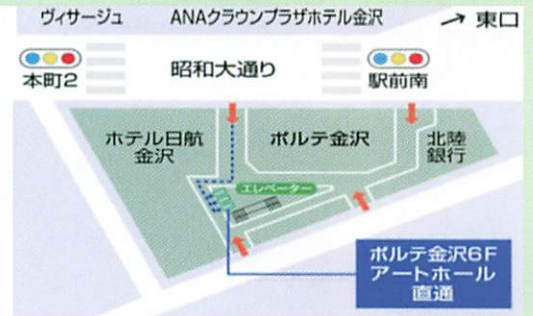 ヴィサージュ
ANAクラウンプラザホテル金沢
東口
本町2
昭和大通り
駅前南
ホテル日航
金沢
ポルテ金沢
北陸
銀行
エレベーター
ポルテ金沢6F
アートホール
直通